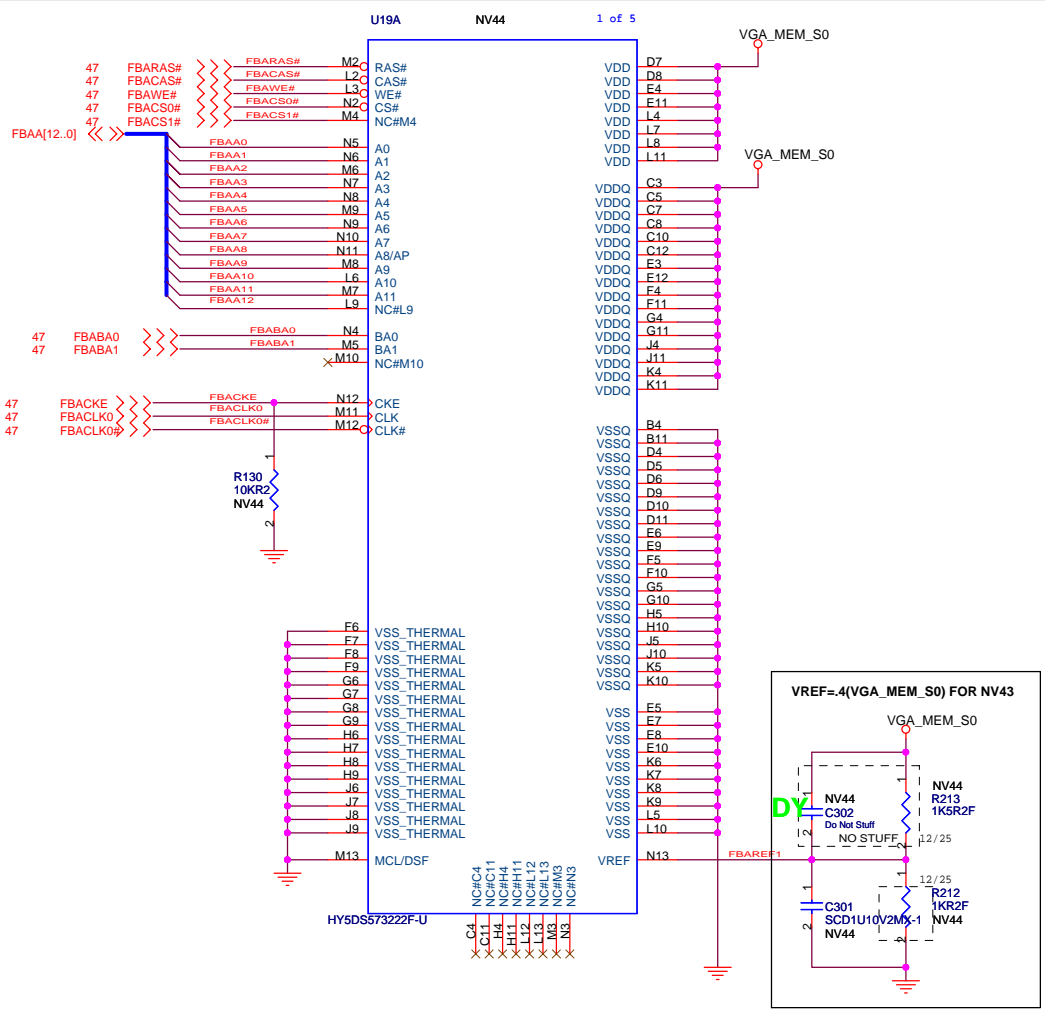 U19A NV44 1 of 5
47 FBARAS# FBARAS# M2 RAS#
47 FBACAS# FBACAS# L2 CAS#
47 FBAWE# FBAWE# L3 WE#
47 FBACS0# FBACS0# N2 CS#
47 FBACS1# FBACS1# M4 NC#M4
FBAA[12..0]
FBAA0 N5 A0
FBAA1 N6 A1
FBAA2 M6 A2
FBAA3 N7 A3
FBAA4 N8 A4
FBAA5 M9 A5
FBAA6 N9 A6
FBAA7 N10 A7
FBAA8 N11 A8/AP
FBAA9 M8 A9
FBAA10 L6 A10
FBAA11 M7 A11
FBAA12 L9 NC#L9
47 FBABA0 FBABA0 N4 BA0
47 FBABA1 FBABA1 M5 BA1
M10 NC#M10
47 FBACKE FBACKE N12 CKE
47 FBACLK0 FBACLK0 M11 CLK
47 FBACLK0# FBACLK0# M12 CLK#
1
R130
10KR2
NV44
2
F6 VSS_THERMAL
F7 VSS_THERMAL
F8 VSS_THERMAL
F9 VSS_THERMAL
G6 VSS_THERMAL
G7 VSS_THERMAL
G8 VSS_THERMAL
G9 VSS_THERMAL
H6 VSS_THERMAL
H7 VSS_THERMAL
H8 VSS_THERMAL
H9 VSS_THERMAL
J6 VSS_THERMAL
J7 VSS_THERMAL
J8 VSS_THERMAL
J9 VSS_THERMAL
M13 MCL/DSF
VGA_MEM_S0
VDD D7
VDD D8
VDD E4
VDD E11
VDD L4
VDD L7
VDD L8
VDD L11
VGA_MEM_S0
VDDQ C3
VDDQ C5
VDDQ C7
VDDQ C8
VDDQ C10
VDDQ C12
VDDQ E3
VDDQ E12
VDDQ F4
VDDQ F11
VDDQ G4
VDDQ G11
VDDQ J4
VDDQ J11
VDDQ K4
VDDQ K11
VSSQ B4
VSSQ B11
VSSQ D4
VSSQ D5
VSSQ D6
VSSQ D9
VSSQ D10
VSSQ D11
VSSQ E6
VSSQ E9
VSSQ F5
VSSQ F10
VSSQ G5
VSSQ G10
VSSQ H5
VSSQ H10
VSSQ J5
VSSQ J10
VSSQ K5
VSSQ K10
VSS E5
VSS E7
VSS E8
VSS E10
VSS K6
VSS K7
VSS K8
VSS K9
VSS L5
VSS L10
VREF N13 FBAREF1
NC#C4 NC#C11 NC#H4 NC#H11 NC#L12 NC#L13 NC#M3 NC#N3
HY5DS573222F-U
C4 C11 H4 H11 L12 L13 M3 N3
VREF=.4(VGA_MEM_S0) FOR NV43
VGA_MEM_S0
1 1
DY NV44
C302
Do Not Stuff
2
NO STUFF
NV44
R213
1K5R2F
2 12/25
12/25
1 1
C301
SCD1U10V2MX-1
2 NV44
R212
1KR2F
NV44
2